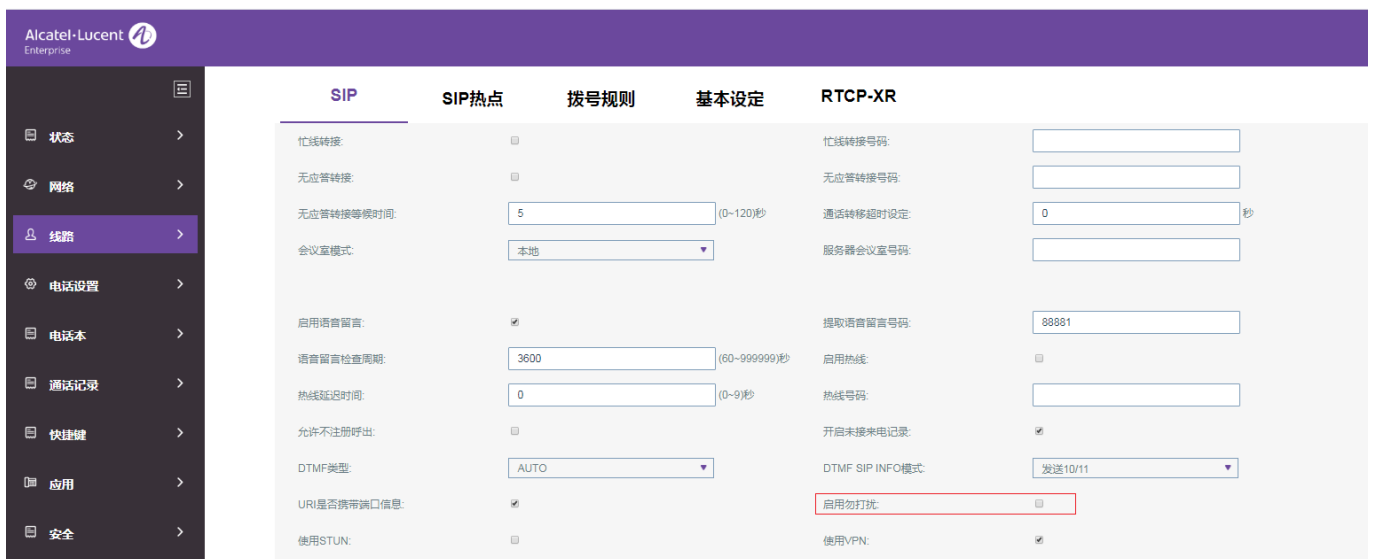 Alcatel·Lucent
Enterprise
状态
网络
线路
电话设置
电话本
通话记录
快捷键
应用
安全
SIP SIP热点 拨号规则 基本设定 RTCP-XR
忙线转接: 忙线转接号码:
无应答转接: 无应答转接号码:
无应答转接等候时间: 5 (0~120)秒 通话转移超时设定: 0 秒
会议室模式: 本地 服务器会议室号码:
启用语音留言: 提取语音留言号码: 88881
语音留言检查周期: 3600 (60~999999)秒 启用热线:
热线延迟时间: 0 (0~9)秒 热线号码:
允许不注册呼出: 开启未接来电记录:
DTMF类型: AUTO DTMF SIP INFO模式: 发送10/11
URI是否携带端口信息: 启用勿打扰:
使用STUN: 使用VPN: